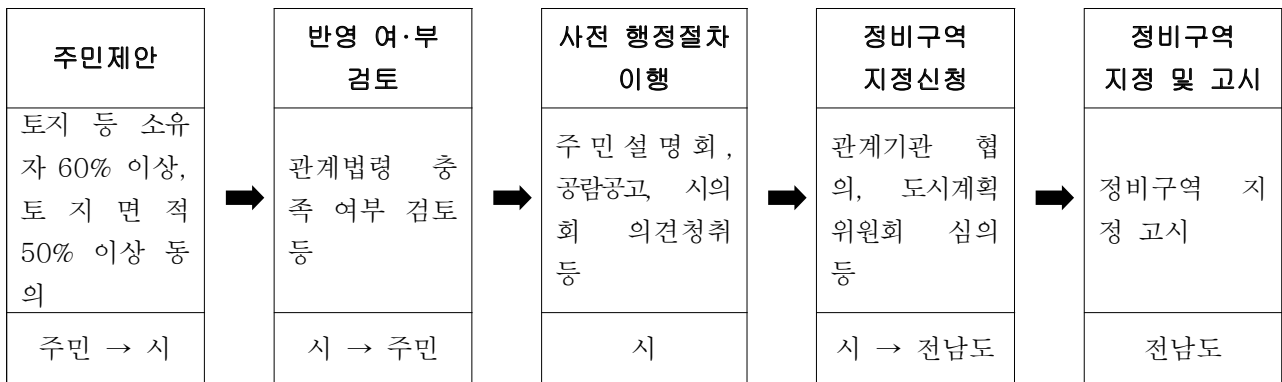 주민제안
토지 등 소유
자 60% 이상,
토 지 면 적
50% 이상 동
의
주민 → 시
반영 여·부
검토
관계법령 충
족 여부 검토
등
시 → 주민
사전 행정절차
이행
주민설명회,
공람공고, 시의
회 의견청취
등
시
정비구역
지정신청
관계기관 협
의, 도시계획
위원회 심의
등
시 → 전남도
정비구역
지정 및 고시
정비구역 지
정 고시
전남도